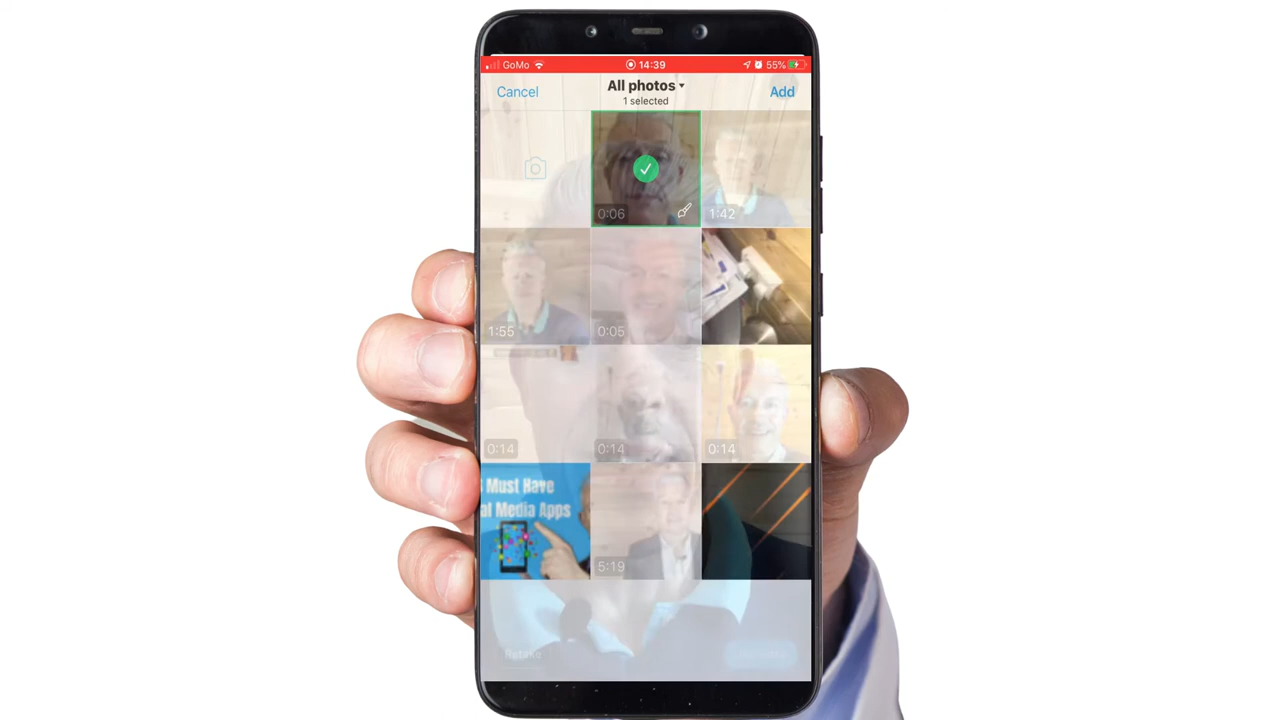 GoMo 14:39 55%
Cancel All photos Add
1 selected
0:06 1:42
1:55 0:05
0:14 0:14 0:14
Must Have
al Media Apps
5:19
Retake